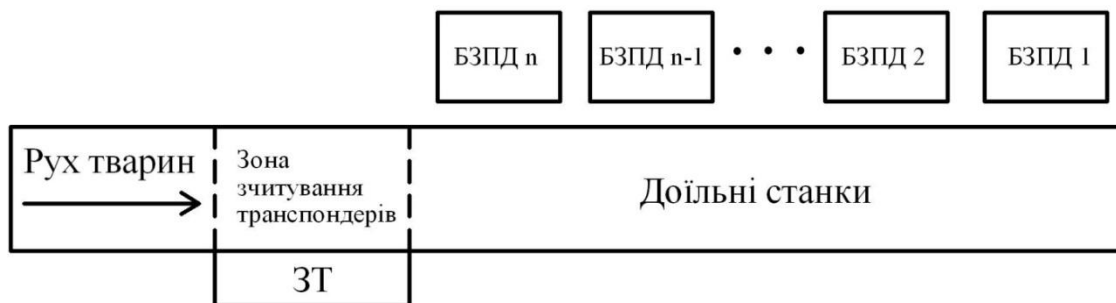 БЗПД n
БЗПД n-1
• • •
БЗПД 2
БЗПД 1
Рух тварин
Зона
зчитування
транспондерів
Доїльні станки
ЗТ